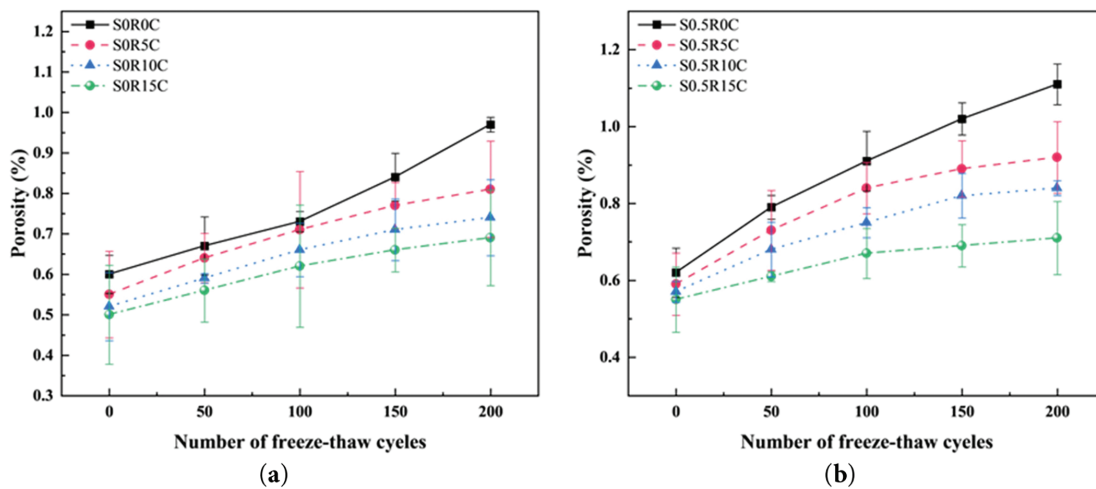 S0R0C
S0R5C
S0R10C
S0R15C
1.2
1.1
1.0
0.9
0.8
0.7
0.6
0.5
0.4
0.3
Porosity (%)
0 50 100 150 200
Number of freeze-thaw cyeles
(a)
S0.5R0C
S0.5R5C
S0.5R10C
S0.5R15C
1.2
1.0
0.8
0.6
0.4
Porosity (%)
0 50 100 150 200
Number of freeze-thaw cyeles
(b)